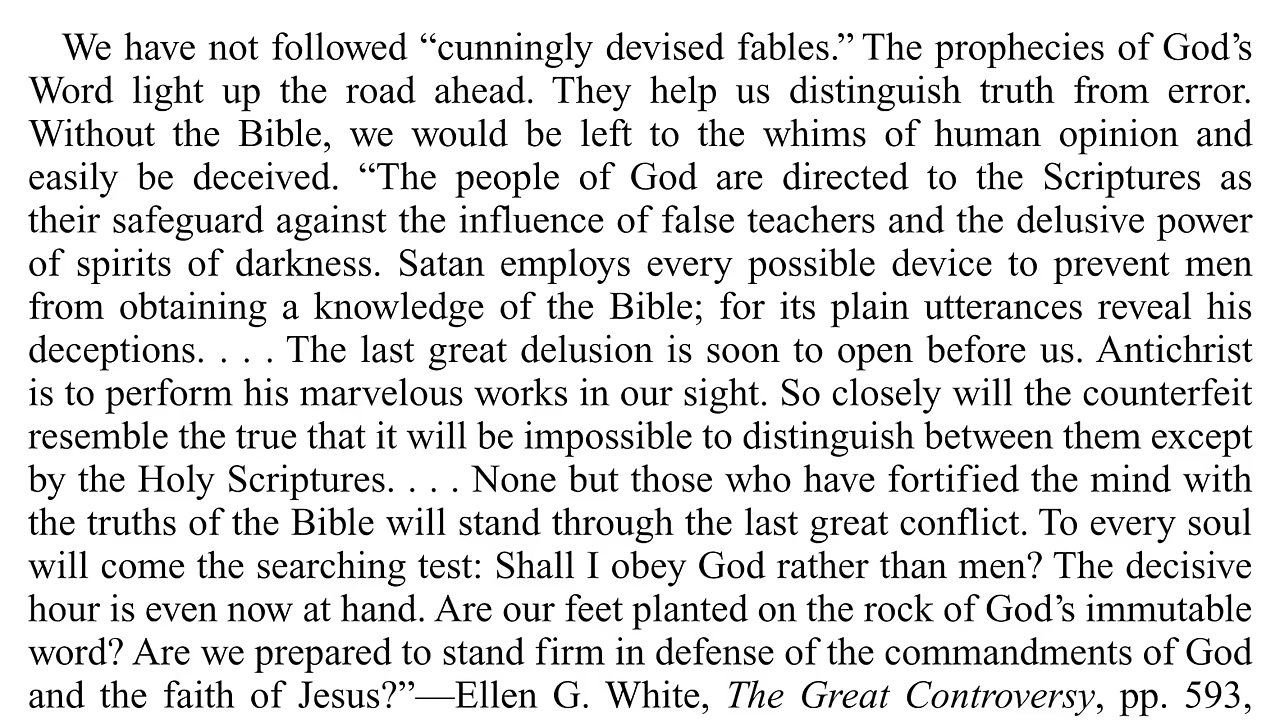 We have not followed “cunningly devised fables.” The prophecies of God’s
Word light up the road ahead. They help us distinguish truth from error.
Without the Bible, we would be left to the whims of human opinion and
easily be deceived. “The people of God are directed to the Scriptures as
their safeguard against the influence of false teachers and the delusive power
of spirits of darkness. Satan employs every possible device to prevent men
from obtaining a knowledge of the Bible; for its plain utterances reveal his
deceptions. . . . The last great delusion is soon to open before us. Antichrist
is to perform his marvelous works in our sight. So closely will the counterfeit
resemble the true that it will be impossible to distinguish between them except
by the Holy Scriptures. . . . None but those who have fortified the mind with
the truths of the Bible will stand through the last great conflict. To every soul
will come the searching test: Shall I obey God rather than men? The decisive
hour is even now at hand. Are our feet planted on the rock of God’s immutable
word? Are we prepared to stand firm in defense of the commandments of God
and the faith of Jesus?”—Ellen G. White, The Great Controversy, pp. 593,